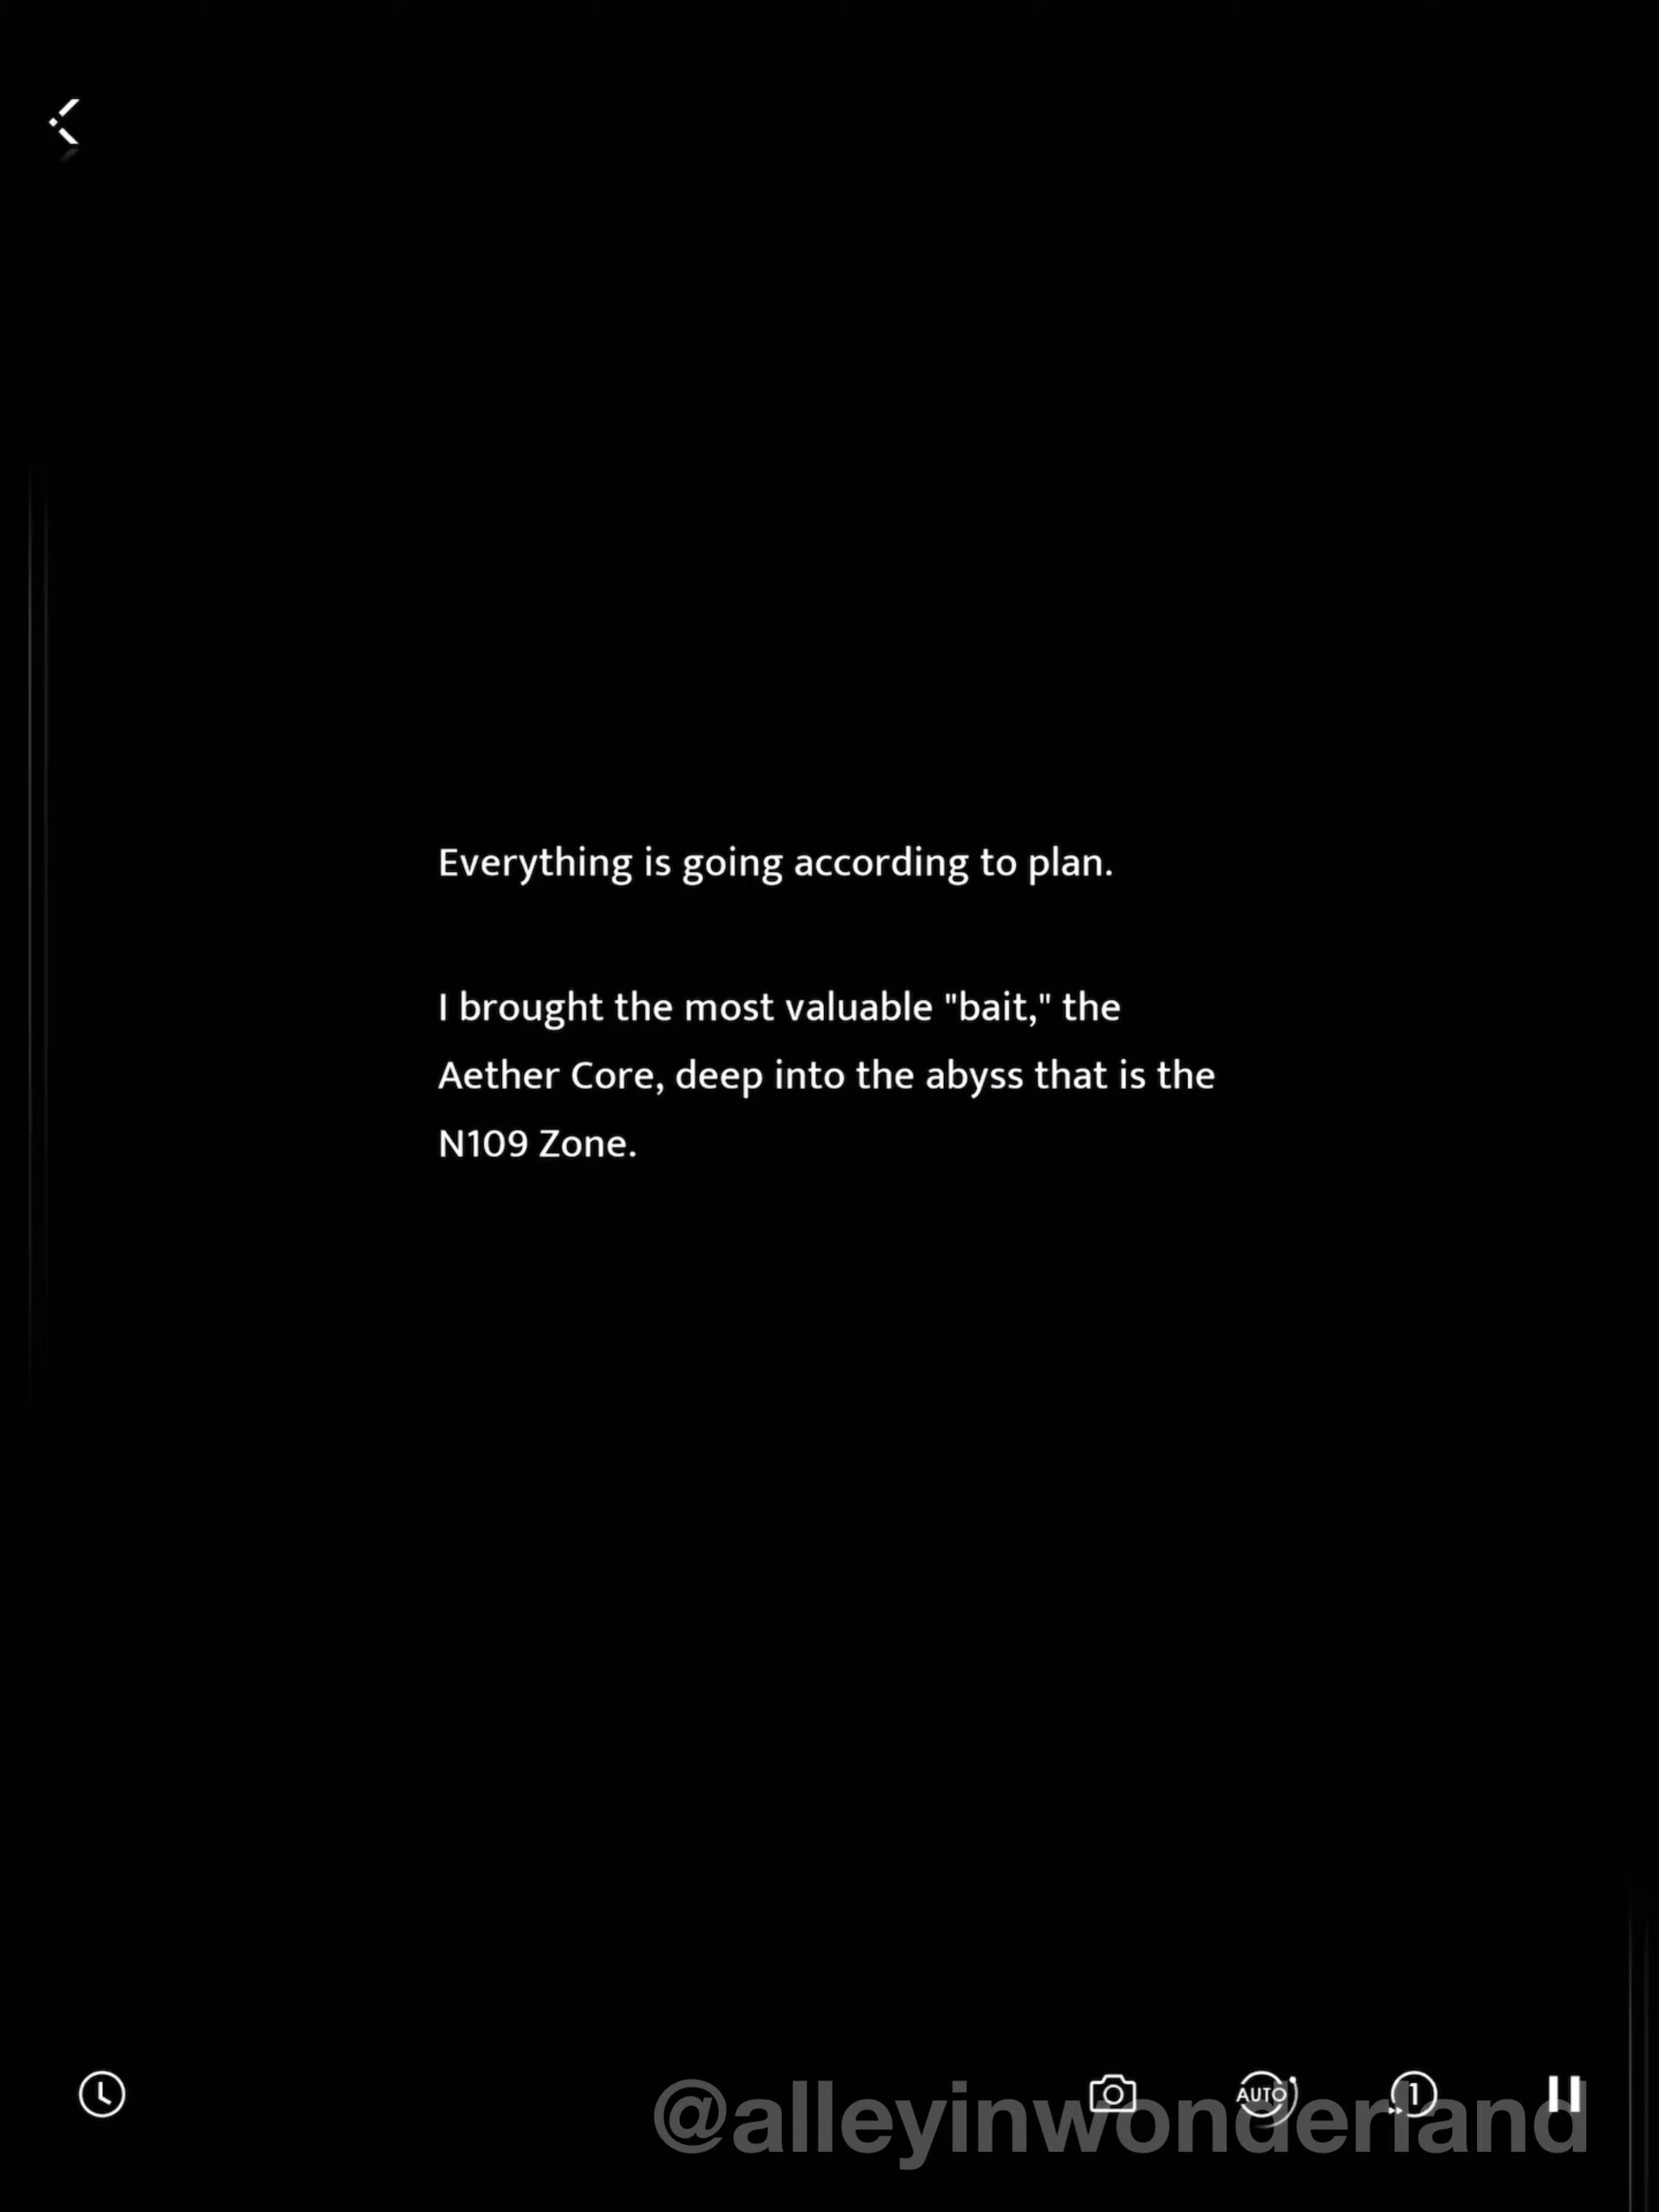 Everything is going according to plan.
I brought the most valuable "bait," the
Aether Core, deep into the abyss that is the
N109 Zone.
AUTO
1
@alleyinwonderland